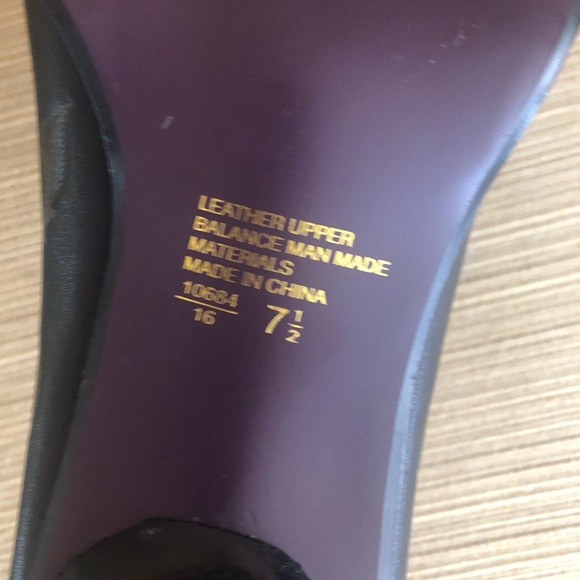 LEATHER UPPER
BALANCE MAN MADE
MATERIALS
MADE IN CHINA
10684
16
7 1/2